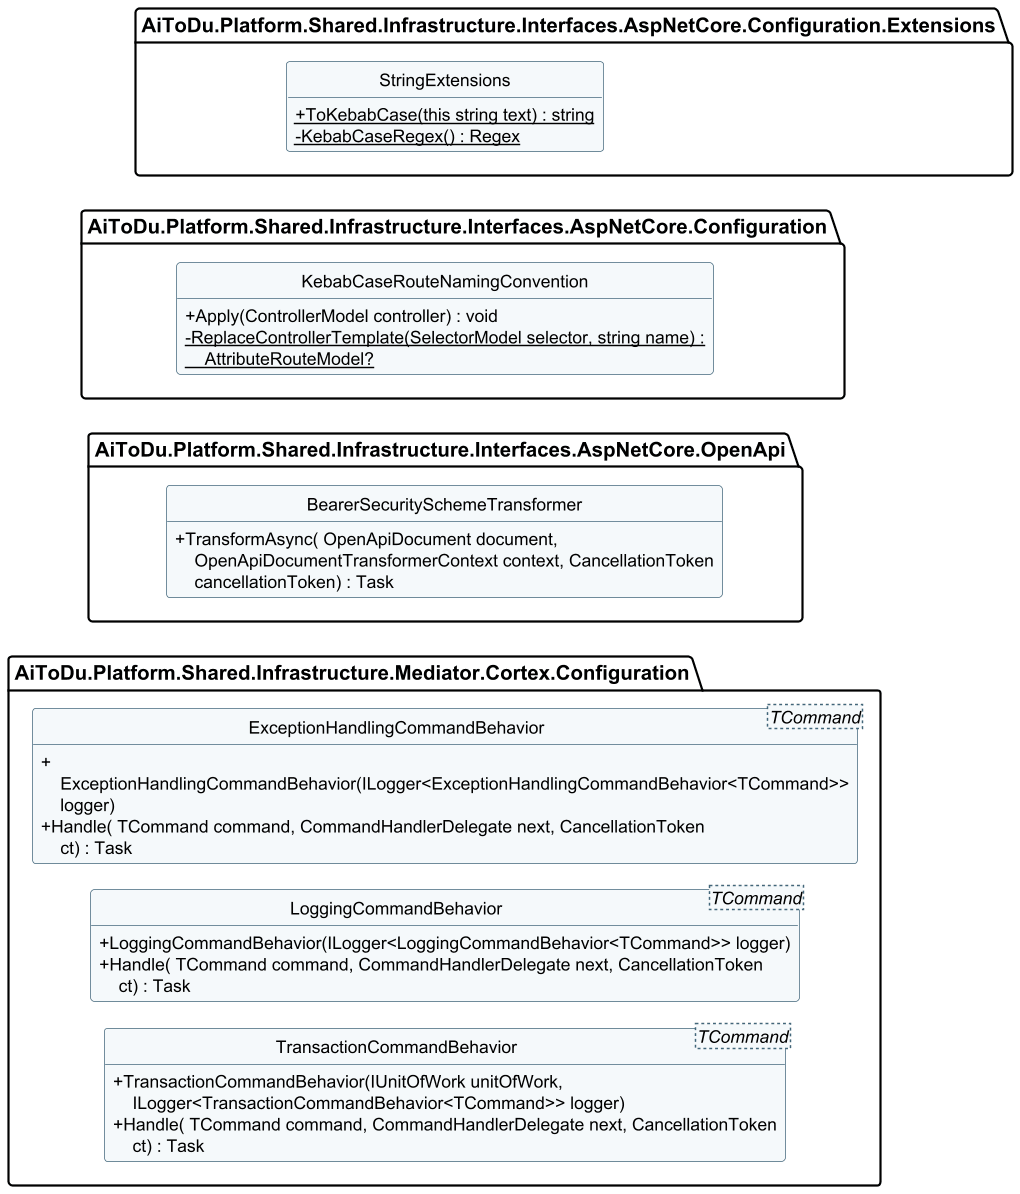 AiToDu.Platform.Shared.Infrastructure.Interfaces.AspNetCore.Configuration.Extensions
StringExtensions
+ToKebabCase(this string text) : string
-KebabCaseRegex() : Regex
AiToDu.Platform.Shared.Infrastructure.Interfaces.AspNetCore.Configuration
KebabCaseRouteNamingConvention
+Apply(ControllerModel controller) : void
-ReplaceControllerTemplate(SelectorModel selector, string name) :
AttributeRouteModel?
AiToDu.Platform.Shared.Infrastructure.Interfaces.AspNetCore.OpenApi
BearerSecuritySchemeTransformer
+TransformAsync( OpenApiDocument document,
OpenApiDocumentTransformerContext context, CancellationToken
cancellationToken) : Task
AiToDu.Platform.Shared.Infrastructure.Mediator.Cortex.Configuration
TCommand
ExceptionHandlingCommandBehavior
+
ExceptionHandlingCommandBehavior(ILogger<ExceptionHandlingCommandBehavior<TCommand>>
logger)
+Handle( TCommand command, CommandHandlerDelegate next, CancellationToken
ct) : Task
TCommand
LoggingCommandBehavior
+LoggingCommandBehavior(ILogger<LoggingCommandBehavior<TCommand>> logger)
+Handle( TCommand command, CommandHandlerDelegate next, CancellationToken
ct) : Task
TCommand
TransactionCommandBehavior
+TransactionCommandBehavior(IUnitOfWork unitOfWork,
ILogger<TransactionCommandBehavior<TCommand>> logger)
+Handle( TCommand command, CommandHandlerDelegate next, CancellationToken
ct) : Task